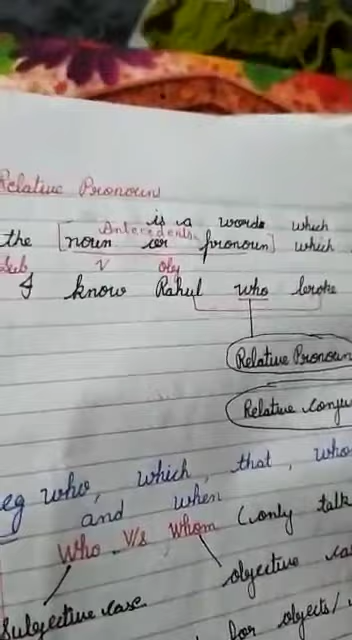 Relative Pronoun
is a words which
Antecedents
the [noun or pronoun] which
Sub V Obj
I know Rahul who broke
Relative Pronoun
Relative Conju
eg who, which, that, who
and when
Who V/s Whom (only talk
Subjective case objective cas
for objects/